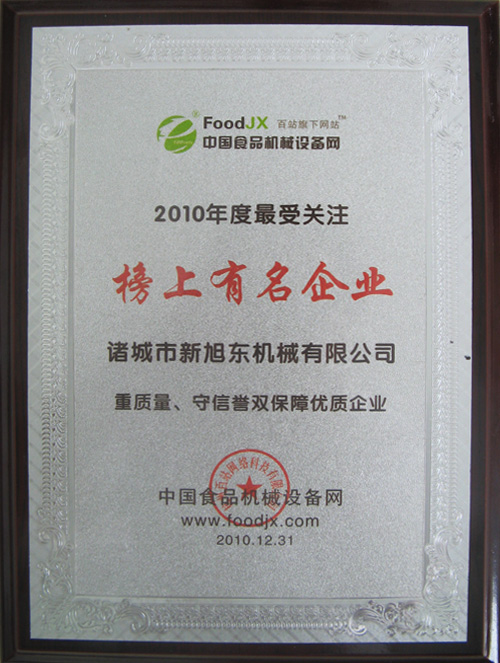 FoodJX 百站旗下网站™
中国食品机械设备网
2010年度最受关注
榜上有名企业
诸城市新旭东机械有限公司
重质量、守信誉双保障优质企业
中国食品机械设备网
www.foodjx.com
2010.12.31